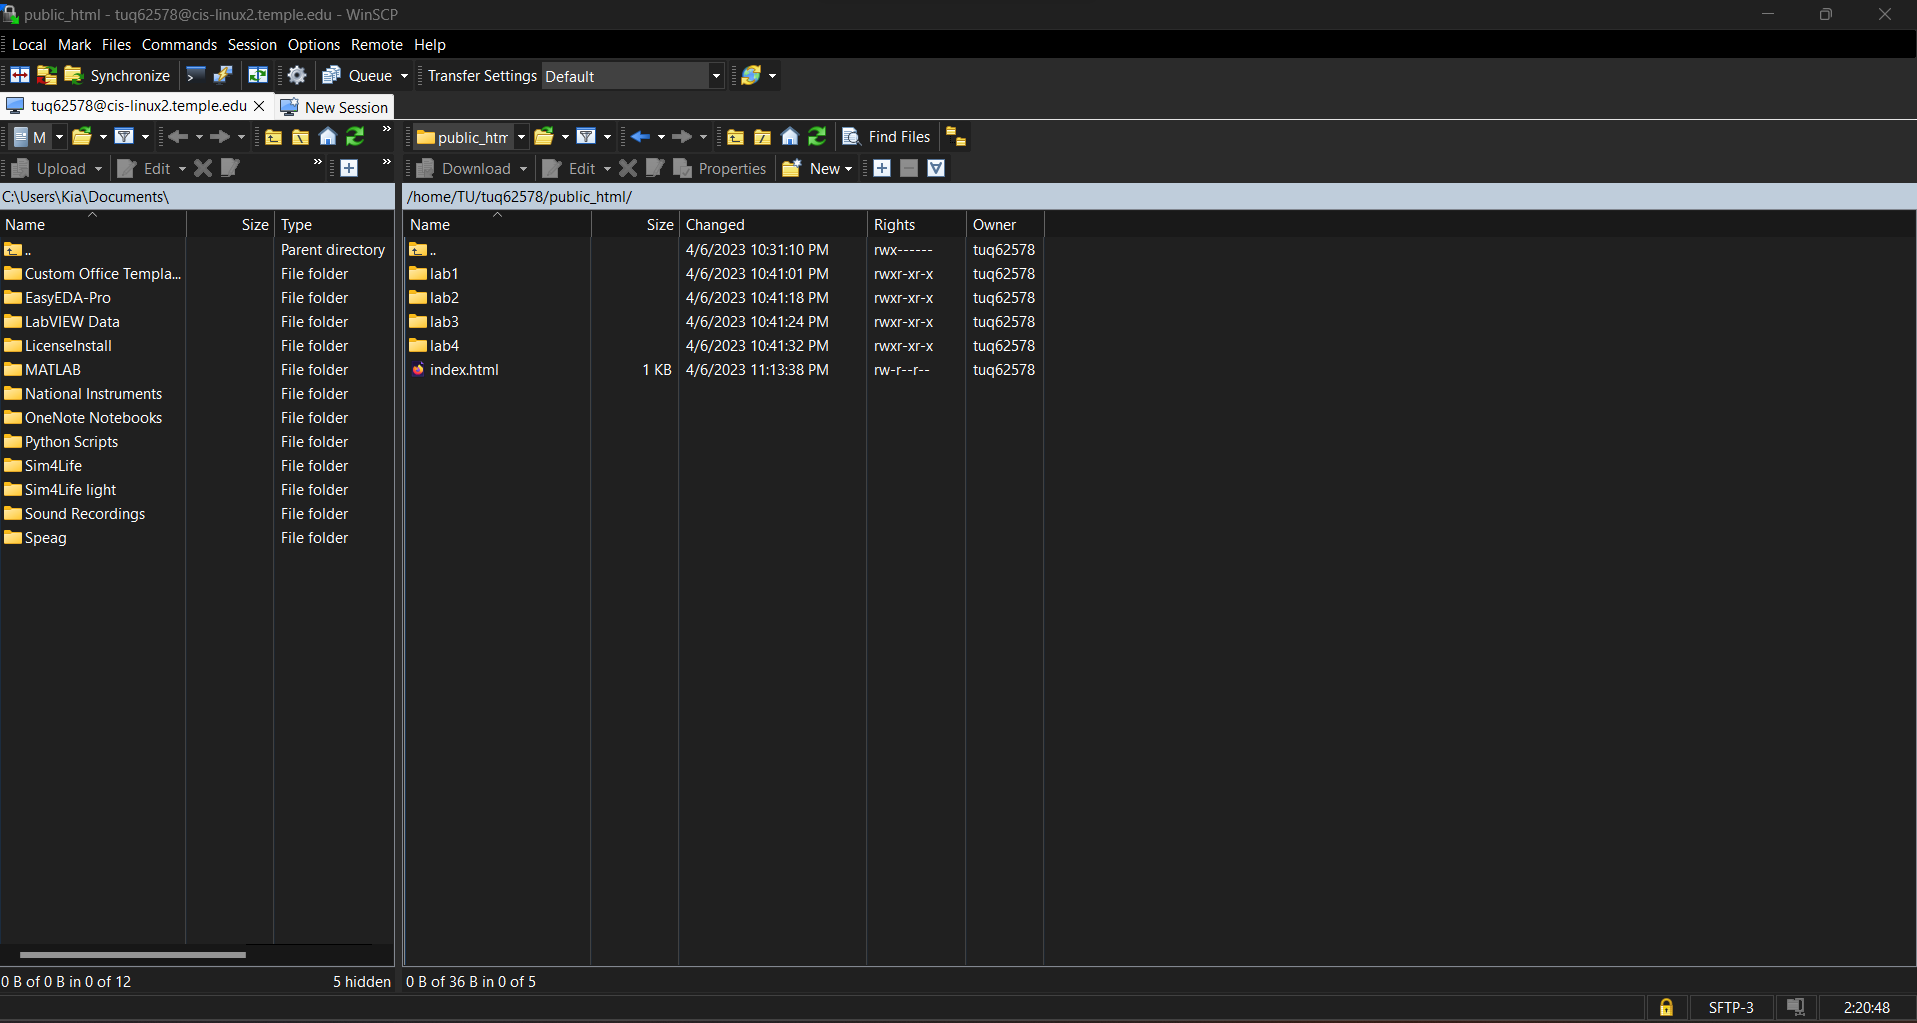 public_html - tuq62578@cis-linux2.temple.edu - WinSCP
Local Mark Files Commands Session Options Remote Help
Synchronize Queue Transfer Settings Default
tuq62578@cis-linux2.temple.edu New Session
M public_htm Find Files
Upload Edit Download Edit Properties New
C:\Users\Kia\Documents\ /home/TU/tuq62578/public_html/
Name Size Type Name Size Changed Rights Owner
.. Parent directory .. 4/6/2023 10:31:10 PM rwx------ tuq62578
Custom Office Templa... File folder lab1 4/6/2023 10:41:01 PM rwxr-xr-x tuq62578
EasyEDA-Pro File folder lab2 4/6/2023 10:41:18 PM rwxr-xr-x tuq62578
LabVIEW Data File folder lab3 4/6/2023 10:41:24 PM rwxr-xr-x tuq62578
LicenseInstall File folder lab4 4/6/2023 10:41:32 PM rwxr-xr-x tuq62578
MATLAB File folder index.html 1 KB 4/6/2023 11:13:38 PM rw-r--r-- tuq62578
National Instruments File folder
OneNote Notebooks File folder
Python Scripts File folder
Sim4Life File folder
Sim4Life light File folder
Sound Recordings File folder
Speag File folder
0 B of 0 B in 0 of 12 5 hidden 0 B of 36 B in 0 of 5
SFTP-3 2:20:48